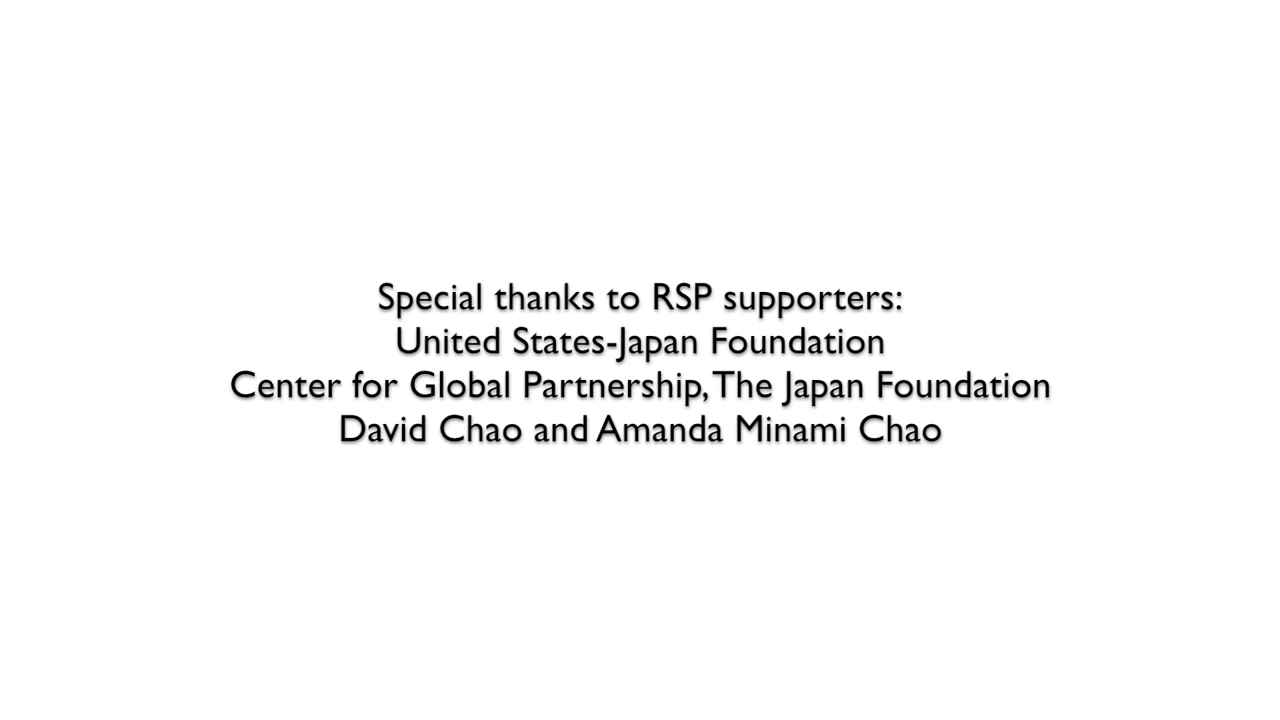 Special thanks to RSP supporters:
United States-Japan Foundation
Center for Global Partnership, The Japan Foundation
David Chao and Amanda Minami Chao